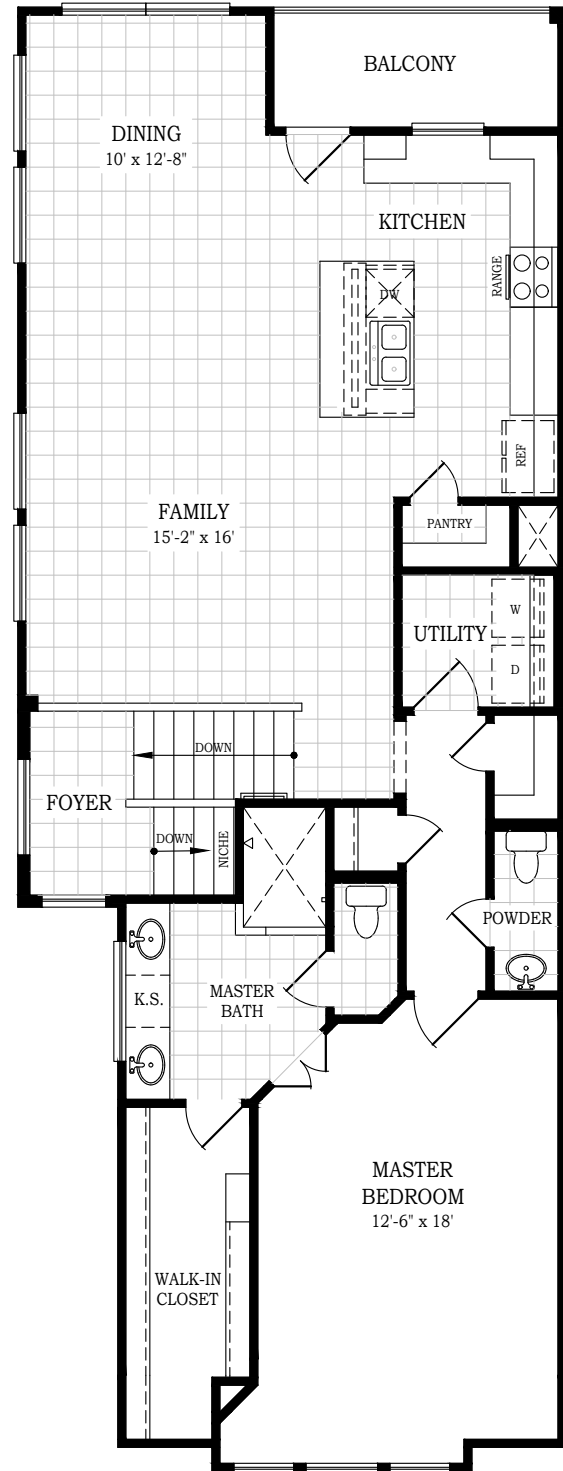 BALCONY
DINING
10' x 12'-8"
KITCHEN
RANGE
DW
REF
FAMILY
15'-2" x 16'
PANTRY
W
UTILITY
D
DOWN
FOYER
DOWN
NICHE
POWDER
K.S.
MASTER
BATH
MASTER
BEDROOM
12'-6" x 18'
WALK-IN
CLOSET